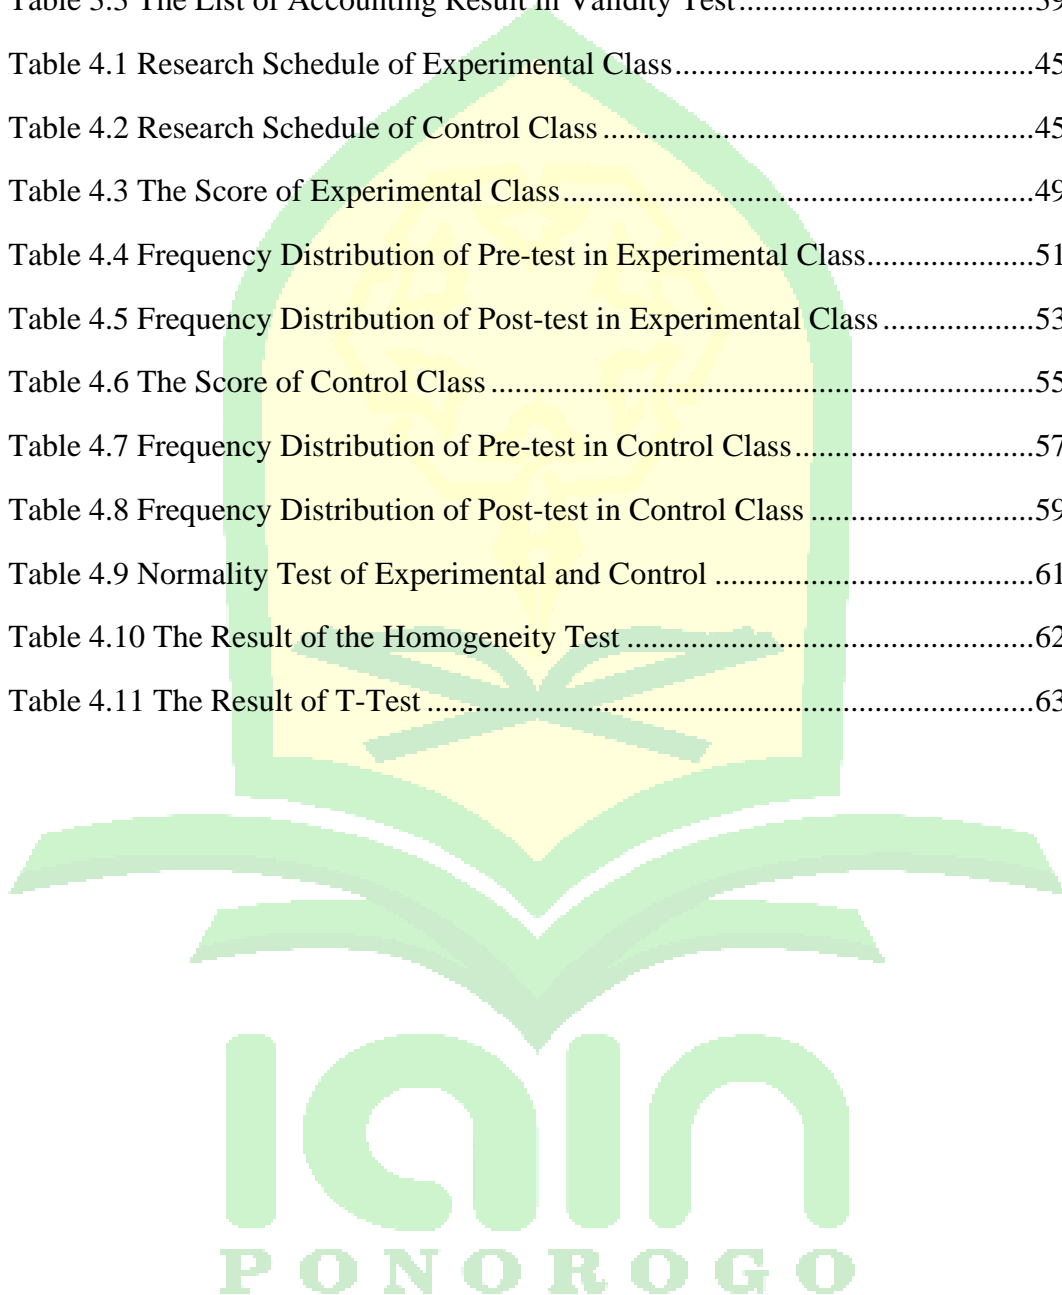 Table 3.3 The List of Accounting Result in Validity Test....................................39
Table 4.1 Research Schedule of Experimental Class............................................45
Table 4.2 Research Schedule of Control Class.....................................................45
Table 4.3 The Score of Experimental Class..........................................................49
Table 4.4 Frequency Distribution of Pre-test in Experimental Class....................51
Table 4.5 Frequency Distribution of Post-test in Experimental Class..................53
Table 4.6 The Score of Control Class...................................................................55
Table 4.7 Frequency Distribution of Pre-test in Control Class.............................57
Table 4.8 Frequency Distribution of Post-test in Control Class...........................59
Table 4.9 Normality Test of Experimental and Control.......................................61
Table 4.10 The Result of the Homogeneity Test..................................................62
Table 4.11 The Result of T-Test...........................................................................63
IAIN
PONOROGO